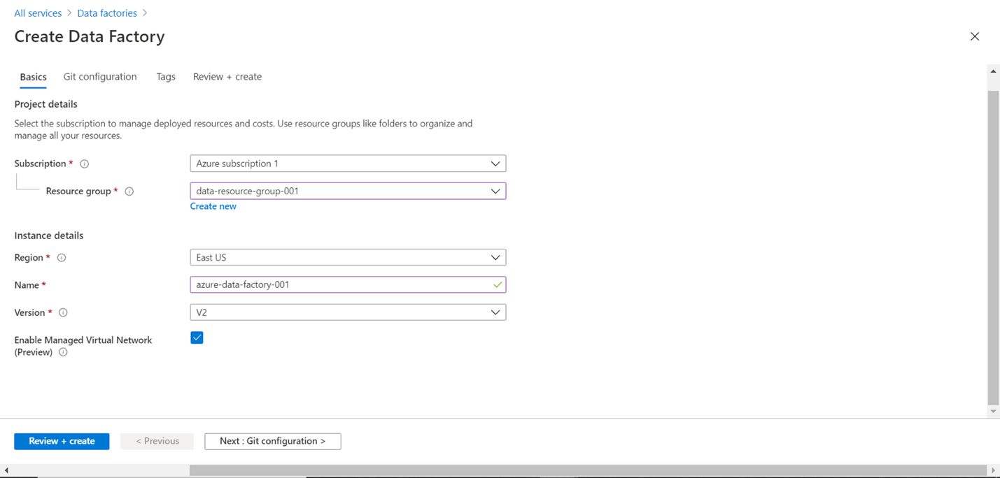 All services > Data factories >
Create Data Factory
Basics Git configuration Tags Review + create
Project details
Select the subscription to manage deployed resources and costs. Use resource groups like folders to organize and
manage all your resources.
Subscription * Azure subscription 1
Resource group * data-resource-group-001
Create new
Instance details
Region * East US
Name * azure-data-factory-001
Version * V2
Enable Managed Virtual Network
(Preview)
Review + create < Previous Next : Git configuration >